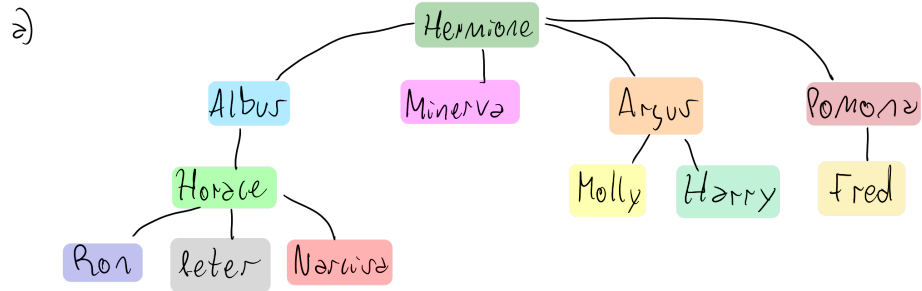 a)
Hermione
Albus Minerva Argus Pomona
Horace Molly Harry Fred
Ron Peter Narcisa